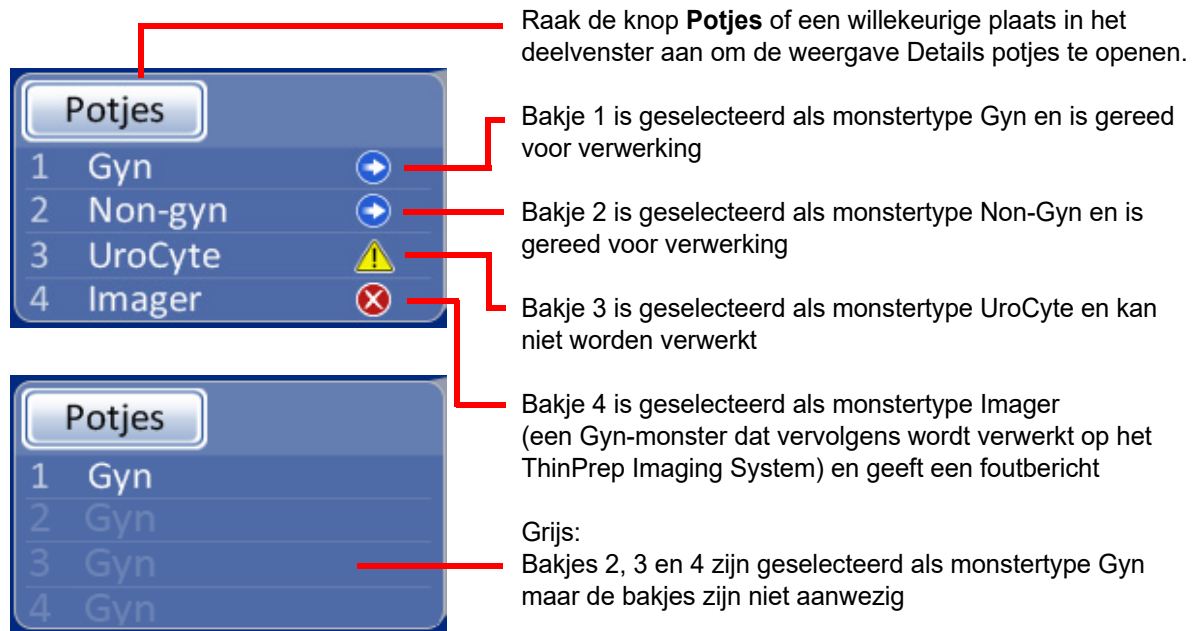 Raak de knop Potjes of een willekeurige plaats in het
deelvenster aan om de weergave Details potjes te openen.
Potjes
1 Gyn
2 Non-gyn
3 UroCyte
4 Imager
Bakje 1 is geselecteerd als monstertype Gyn en is gereed
voor verwerking
Bakje 2 is geselecteerd als monstertype Non-Gyn en is
gereed voor verwerking
Bakje 3 is geselecteerd als monstertype UroCyte en kan
niet worden verwerkt
Bakje 4 is geselecteerd als monstertype Imager
(een Gyn-monster dat vervolgens wordt verwerkt op het
ThinPrep Imaging System) en geeft een foutbericht
Potjes
1 Gyn
2 Gyn
3 Gyn
4 Gyn
Grijs:
Bakjes 2, 3 en 4 zijn geselecteerd als monstertype Gyn
maar de bakjes zijn niet aanwezig